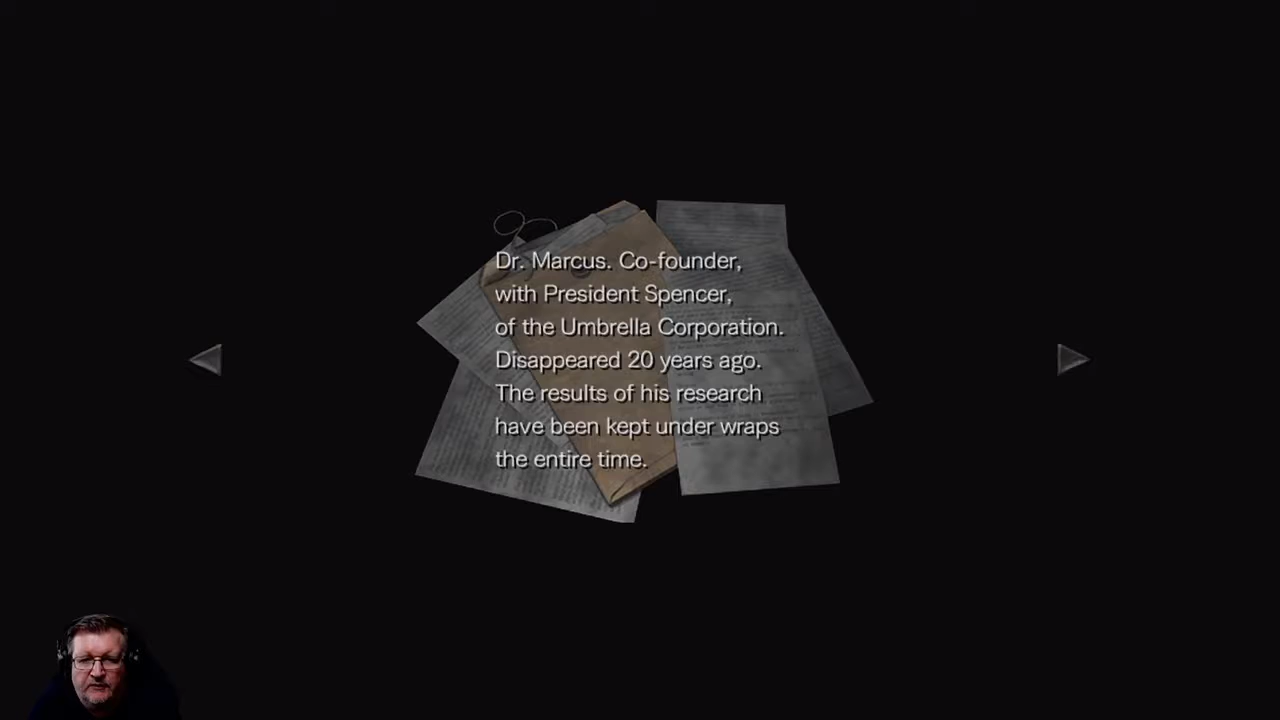 Dr. Marcus. Co-founder,
with President Spencer,
of the Umbrella Corporation.
Disappeared 20 years ago.
The results of his research
have been kept under wraps
the entire time.